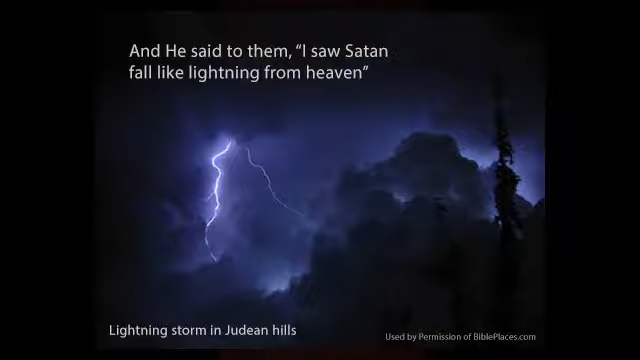 And He said to them, “I saw Satan
fall like lightning from heaven”
Lightning storm in Judean hills
Used by Permission of BiblePlaces.com